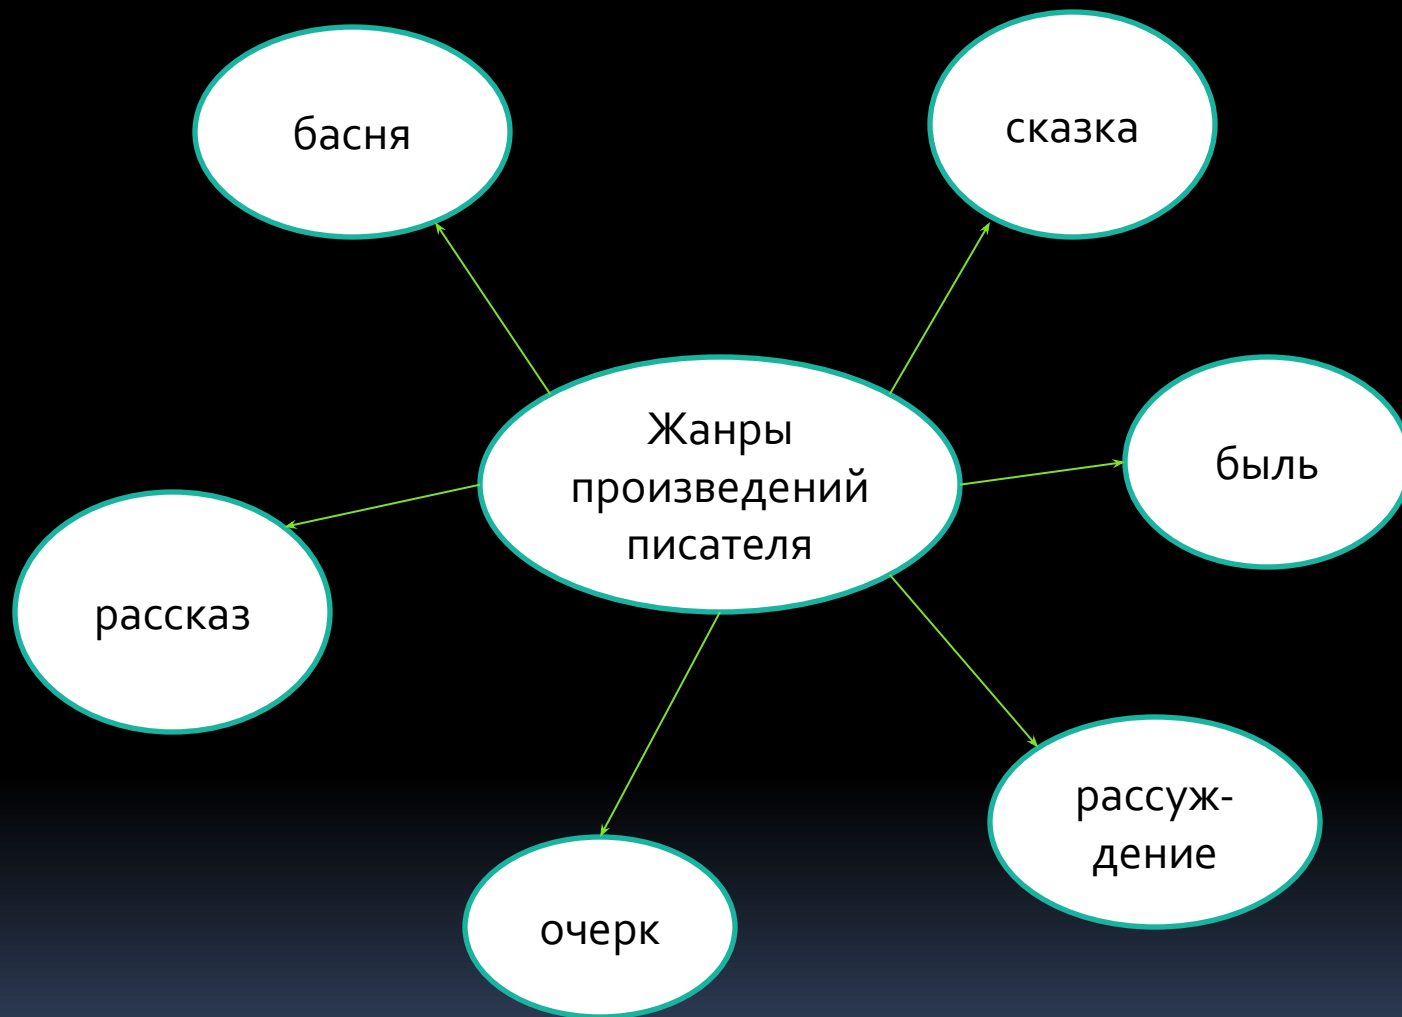 басня
сказка
Жанры
произведений
писателя
быль
рассказ
рассуж-
дение
очерк